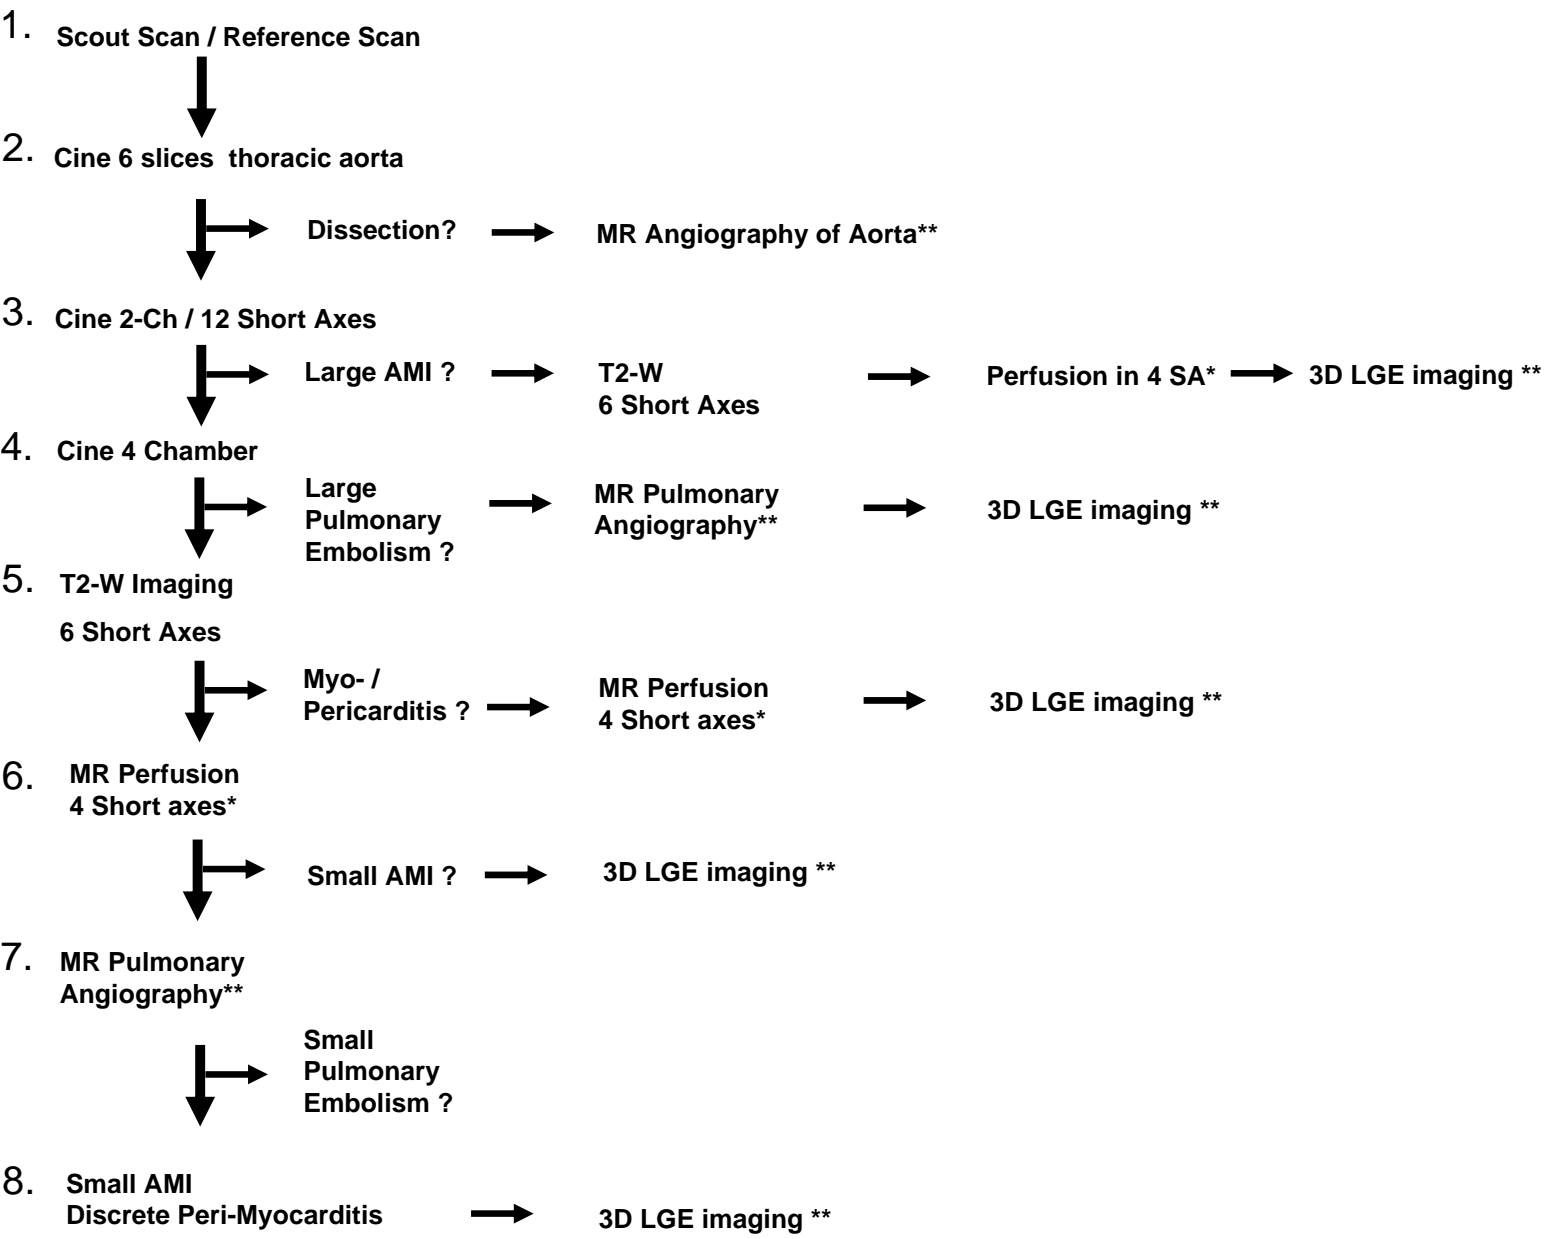 1. Scout Scan / Reference Scan
2. Cine 6 slices thoracic aorta
Dissection?
MR Angiography of Aorta**
3. Cine 2-Ch / 12 Short Axes
Large AMI ?
T2-W
6 Short Axes
Perfusion in 4 SA*
3D LGE imaging **
4. Cine 4 Chamber
Large
Pulmonary
Embolism ?
MR Pulmonary
Angiography**
3D LGE imaging **
5. T2-W Imaging
6 Short Axes
Myo- /
Pericarditis ?
MR Perfusion
4 Short axes*
3D LGE imaging **
6. MR Perfusion
4 Short axes*
Small AMI ?
3D LGE imaging **
7. MR Pulmonary
Angiography**
Small
Pulmonary
Embolism ?
8. Small AMI
Discrete Peri-Myocarditis
3D LGE imaging **